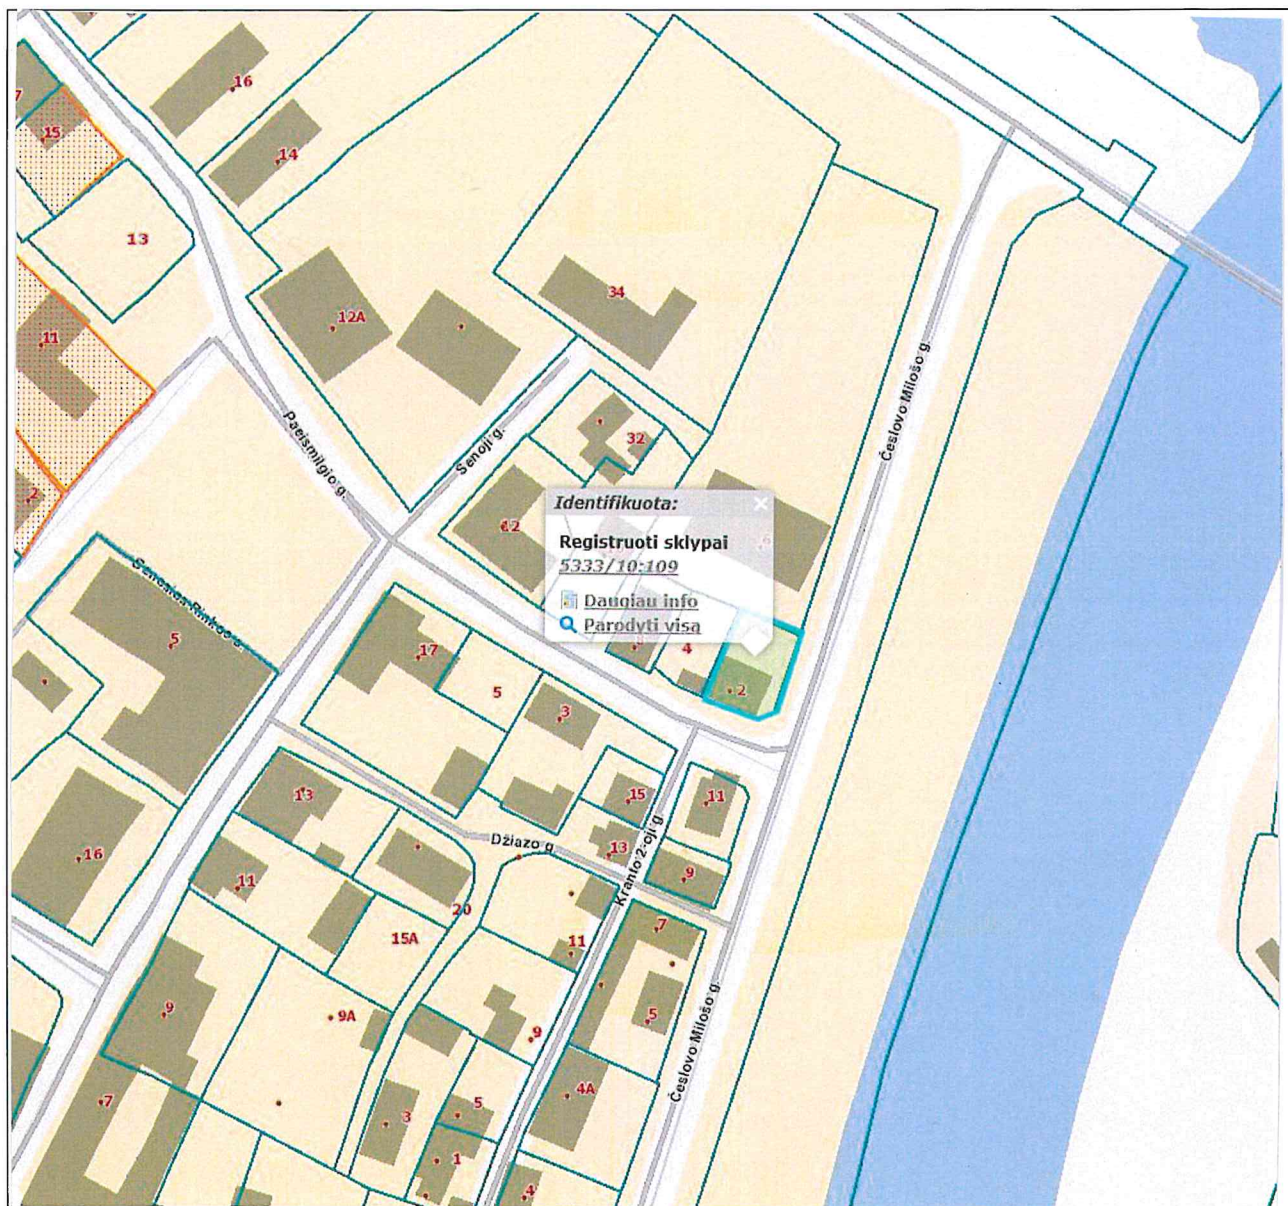 16
7
15
14
13
34
12A
11
Česlovo Milošo g.
Paeismilgio g.
Senoji g.
32
2
12
Identifikuota:
Registruoti sklypai
5333/10:109
Daugiau info
Parodyti visą
6
8
4
2
5
17
5
3
13
15
11
Džiazo g.
13
Kranto 2-oji g.
9
16
11
20
15A
7
11
9
9A
9
5
Česlovo Milošo g.
4A
7
3
5
1
4